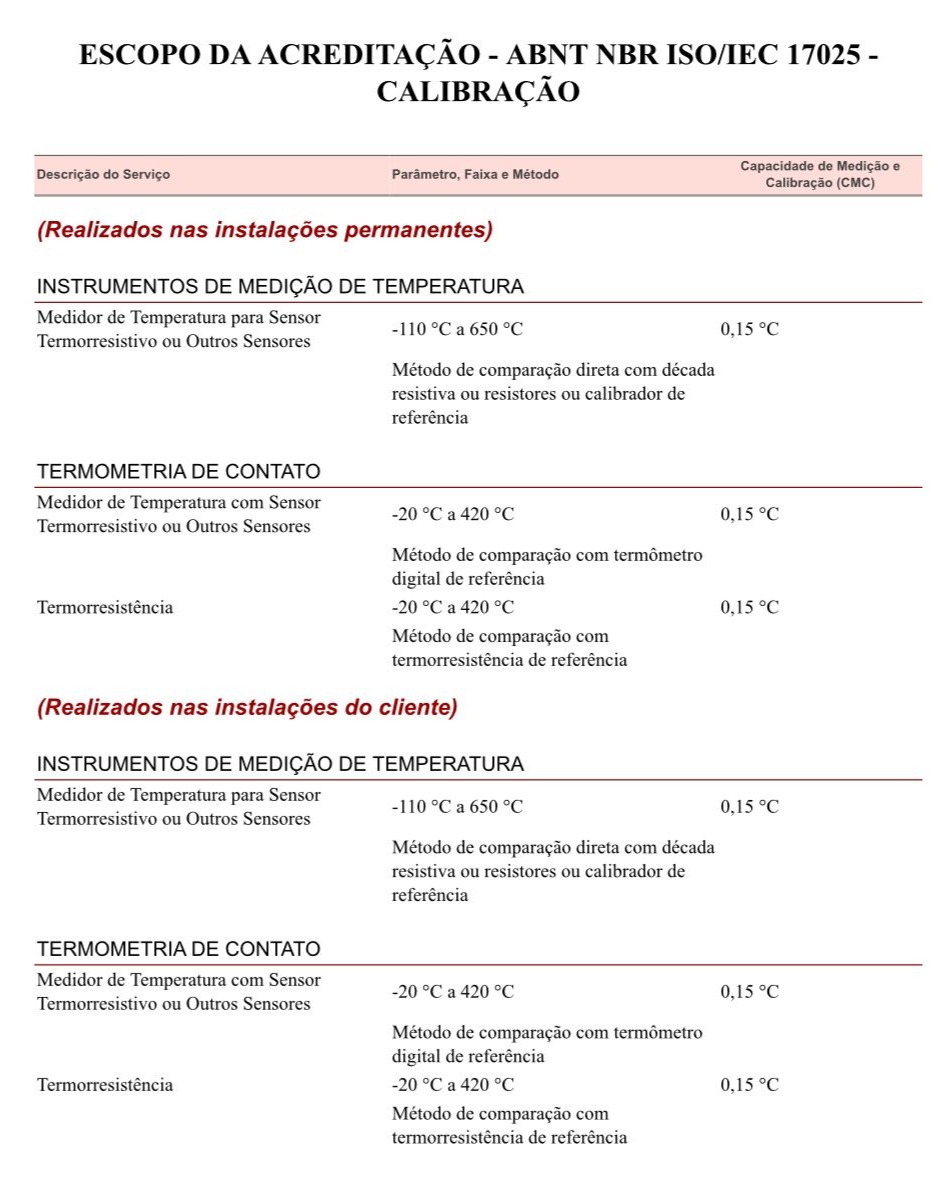 ESCOPO DA ACREDITAÇÃO - ABNT NBR ISO/IEC 17025 -
CALIBRAÇÃO
Descrição do Serviço
Parâmetro, Faixa e Método
Capacidade de Medição e
Calibração (CMC)
(Realizados nas instalações permanentes)
INSTRUMENTOS DE MEDIÇÃO DE TEMPERATURA
Medidor de Temperatura para Sensor
Termorresistivo ou Outros Sensores
-110 °C a 650 °C
0,15 °C
Método de comparação direta com década
resistiva ou resistores ou calibrador de
referência
TERMOMETRIA DE CONTATO
Medidor de Temperatura com Sensor
Termorresistivo ou Outros Sensores
-20 °C a 420 °C
0,15 °C
Método de comparação com termômetro
digital de referência
Termorresistência
-20 °C a 420 °C
0,15 °C
Método de comparação com
termorresistência de referência
(Realizados nas instalações do cliente)
INSTRUMENTOS DE MEDIÇÃO DE TEMPERATURA
Medidor de Temperatura para Sensor
Termorresistivo ou Outros Sensores
-110 °C a 650 °C
0,15 °C
Método de comparação direta com década
resistiva ou resistores ou calibrador de
referência
TERMOMETRIA DE CONTATO
Medidor de Temperatura com Sensor
Termorresistivo ou Outros Sensores
-20 °C a 420 °C
0,15 °C
Método de comparação com termômetro
digital de referência
Termorresistência
-20 °C a 420 °C
0,15 °C
Método de comparação com
termorresistência de referência